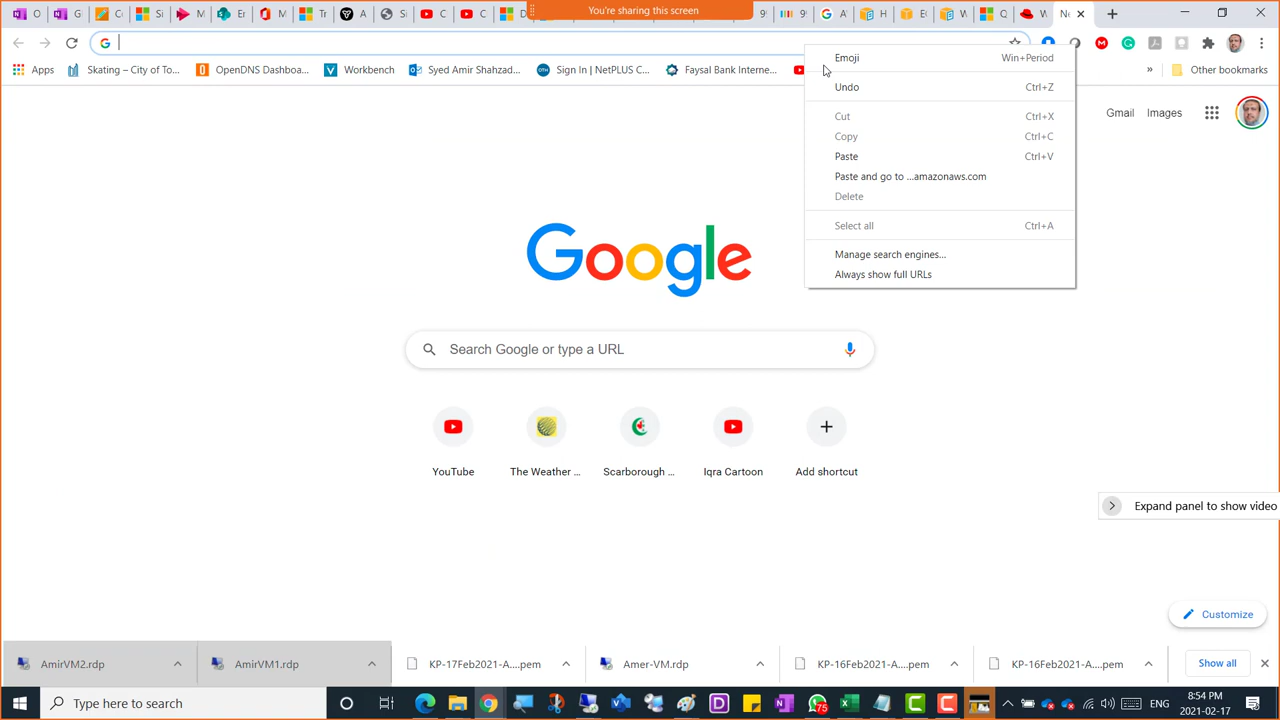 You're sharing this screen
Apps
Skating – City of To...
OpenDNS Dashboa...
Workbench
Syed Amir Shahzad...
Sign In | NetPLUS C...
Faysal Bank Interne...
»
Other bookmarks
Emoji Win+Period
Undo Ctrl+Z
Cut Ctrl+X
Copy Ctrl+C
Paste Ctrl+V
Paste and go to ...amazonaws.com
Delete
Select all Ctrl+A
Manage search engines...
Always show full URLs
Gmail Images
Google
Search Google or type a URL
YouTube
The Weather ...
Scarborough ...
Iqra Cartoon
Add shortcut
Expand panel to show video
Customize
AmirVM2.rdp
AmirVM1.rdp
KP-17Feb2021-A....pem
Amer-VM.rdp
KP-16Feb2021-A....pem
KP-16Feb2021-A....pem
Show all
Type here to search
75
ENG
8:54 PM
2021-02-17